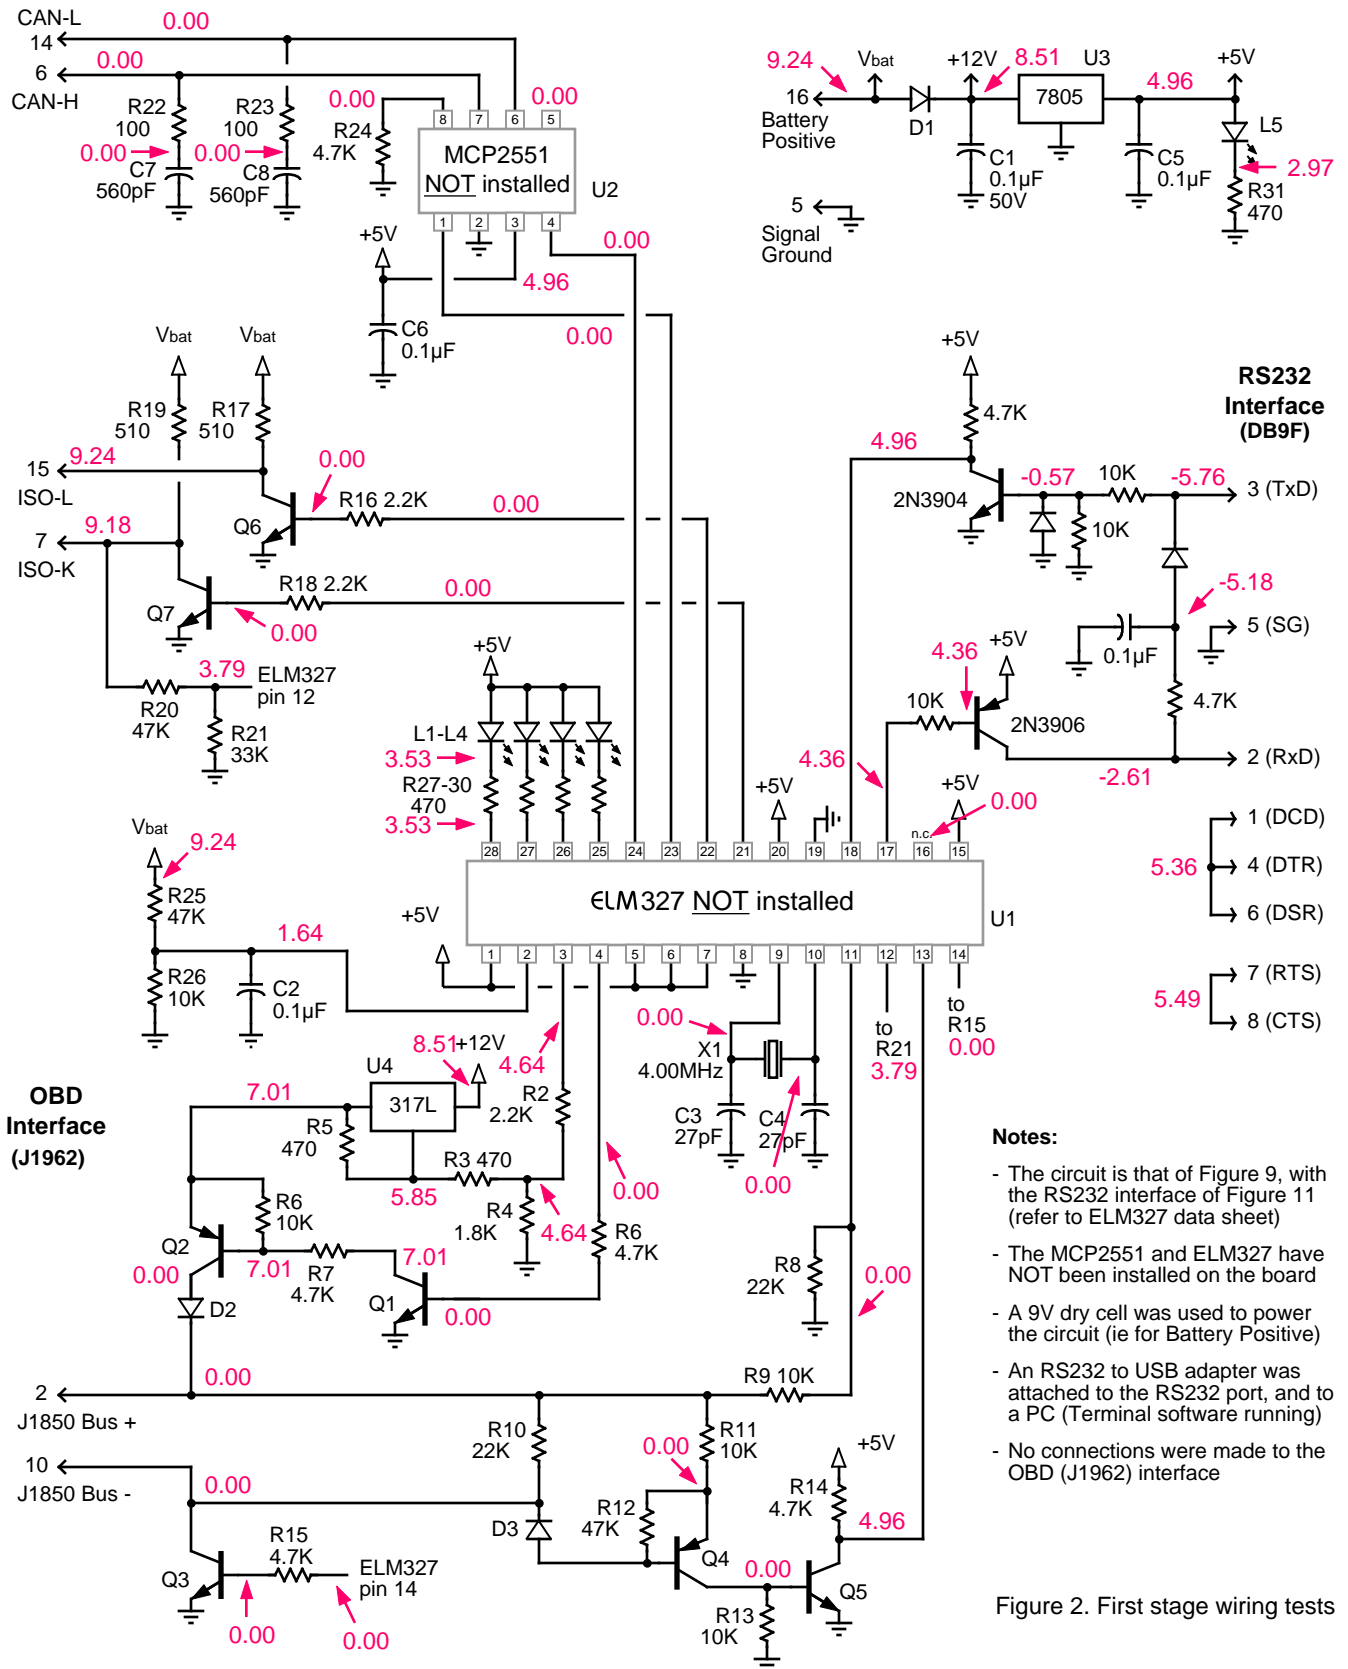 CAN-L
14
0.00
6
0.00
CAN-H
R22
100
R23
100
0.00
0.00
C7
560pF
C8
560pF
0.00
R24
4.7K
0.00
8
7
6
5
MCP2551
NOT installed
U2
1
2
3
4
+5V
0.00
4.96
C6
0.1µF
0.00
9.24
Vbat
+12V
8.51
U3
+5V
16
Battery
Positive
D1
7805
4.96
L5
C1
0.1µF
50V
C5
0.1µF
2.97
R31
470
5
Signal
Ground
Vbat
Vbat
R19
510
R17
510
15
9.24
ISO-L
0.00
R16 2.2K
0.00
Q6
7
9.18
ISO-K
R18 2.2K
0.00
Q7
0.00
3.79
ELM327
pin 12
R20
47K
R21
33K
+5V
L1-L4
3.53
R27-30
470
3.53
+5V
4.7K
4.96
RS232
Interface
(DB9F)
2N3904
-0.57
10K
-5.76
3 (TxD)
10K
-5.18
0.1µF
5 (SG)
4.36
+5V
10K
2N3906
4.7K
4.36
-2.61
2 (RxD)
+5V
+5V
0.00
n.c.
1 (DCD)
5.36
4 (DTR)
6 (DSR)
5.49
7 (RTS)
8 (CTS)
28
27
26
25
24
23
22
21
20
19
18
17
16
15
ELM327 NOT installed
U1
+5V
1
2
3
4
5
6
7
8
9
10
11
12
13
14
Vbat
9.24
R25
47K
1.64
R26
10K
C2
0.1µF
0.00
X1
4.00MHz
C3
27pF
C4
27pF
0.00
to
R21
3.79
to
R15
0.00
OBD
Interface
(J1962)
8.51
+12V
4.64
U4
317L
7.01
R2
2.2K
R5
470
R3 470
5.85
R4
1.8K
4.64
0.00
R6
10K
R6
4.7K
Q2
0.00
7.01
R7
4.7K
7.01
Q1
0.00
D2
R8
22K
0.00
2
J1850 Bus +
0.00
R9 10K
R10
22K
R11
10K
0.00
10
J1850 Bus -
0.00
D3
R12
47K
Q4
+5V
R14
4.7K
4.96
0.00
Q5
R13
10K
R15
4.7K
Q3
ELM327
pin 14
0.00
0.00
Notes:
- The circuit is that of Figure 9, with
the RS232 interface of Figure 11
(refer to ELM327 data sheet)
- The MCP2551 and ELM327 have
NOT been installed on the board
- A 9V dry cell was used to power
the circuit (ie for Battery Positive)
- An RS232 to USB adapter was
attached to the RS232 port, and to
a PC (Terminal software running)
- No connections were made to the
OBD (J1962) interface
Figure 2. First stage wiring tests